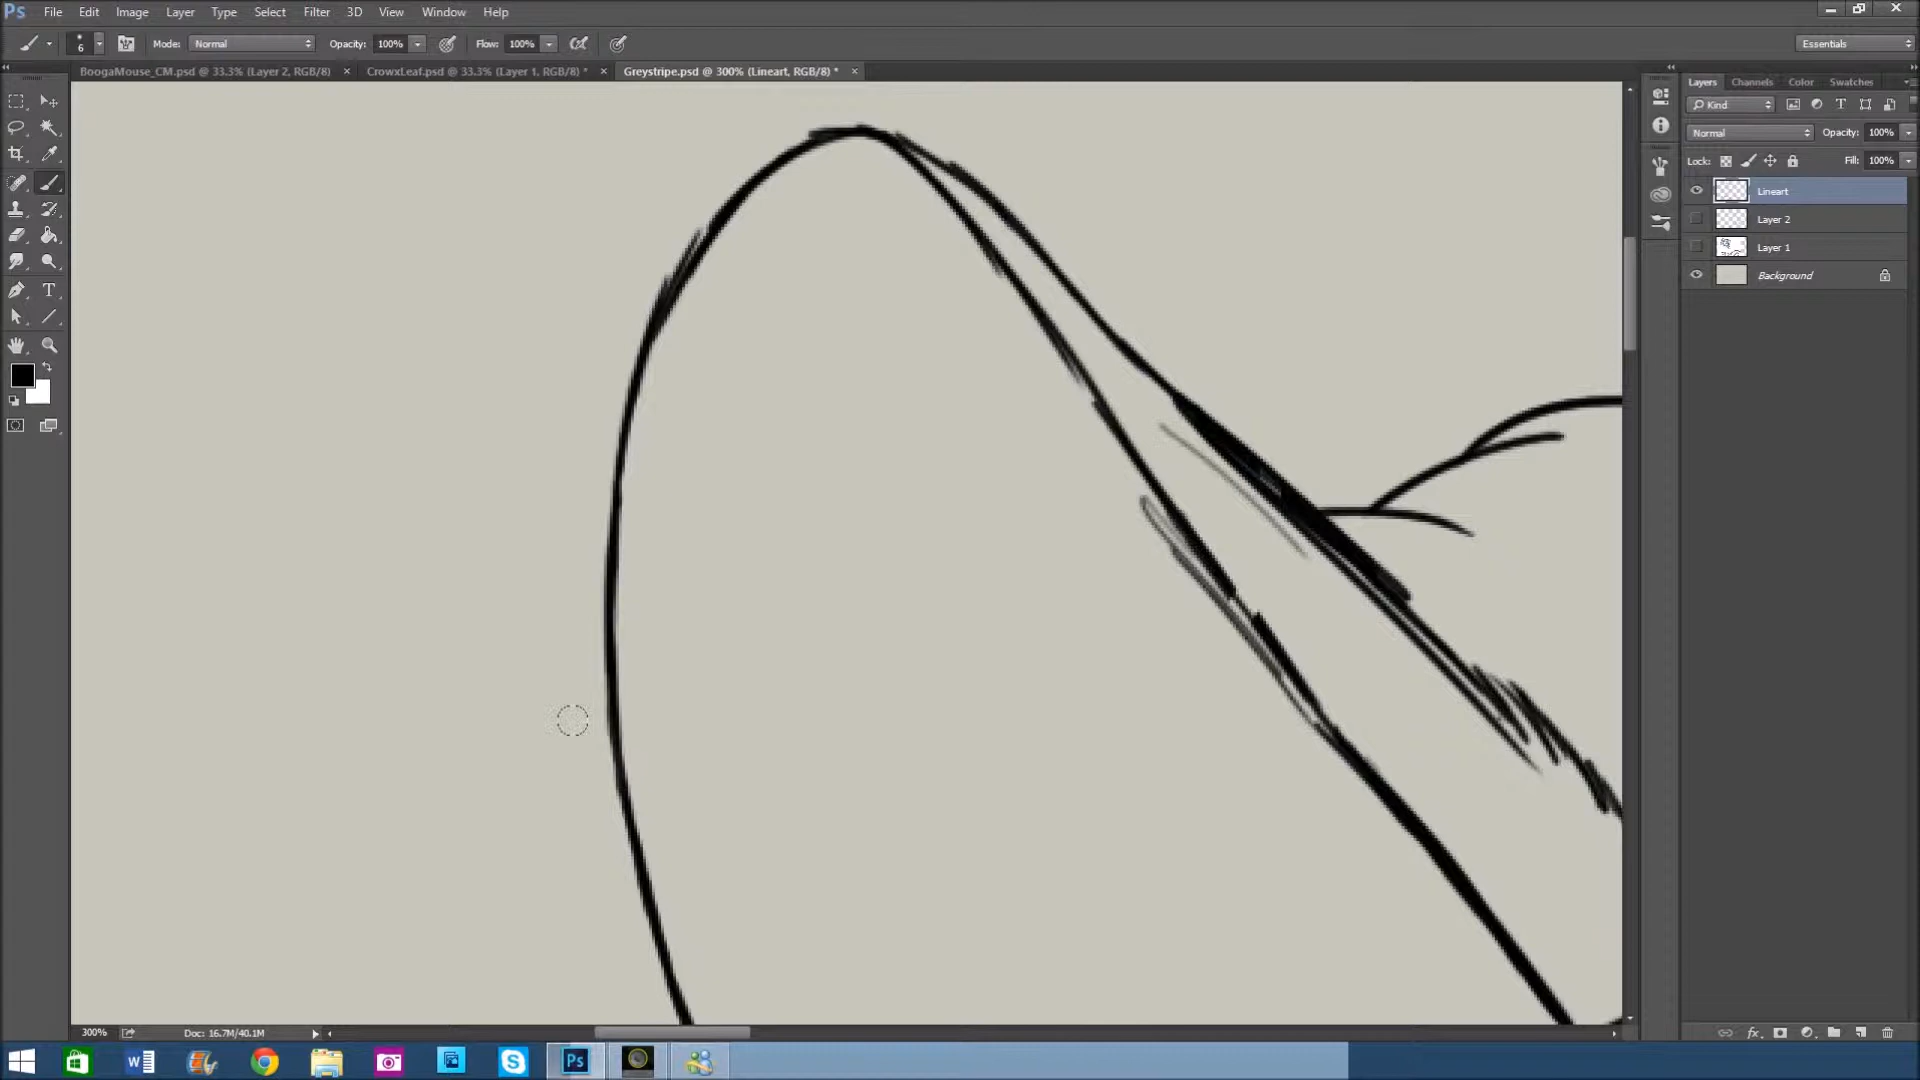 Ps File Edit Image Layer Type Select Filter 3D View Window Help
6 Mode: Normal Opacity: 100% Flow: 100% Essentials
BoogaMouse_CM.psd @ 33.3% (Layer 2, RGB/8) × CrowxLeaf.psd @ 33.3% (Layer 1, RGB/8) * × Greystripe.psd @ 300% (Lineart, RGB/8) * ×
Layers Channels Color Swatches
Kind
Normal Opacity: 100%
Lock: Fill: 100%
Lineart
Layer 2
Layer 1
Background
300% Doc: 16.7M/40.1M
Ps